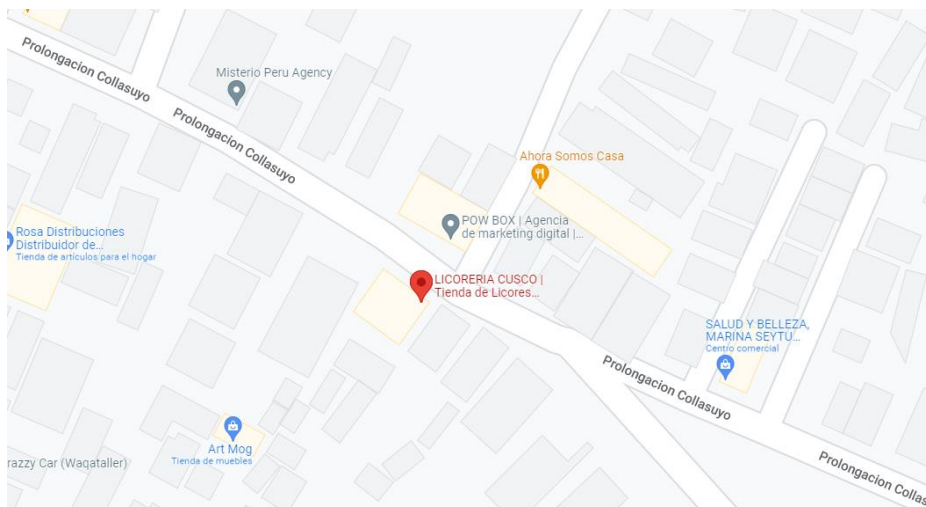 Prolongacion Collasuyo
Misterio Peru Agency
Prolongacion Collasuyo
Ahora Somos Casa
POW BOX | Agencia
de marketing digital |...
Rosa Distribuciones
Distribuidor de...
Tienda de artículos para el hogar
LICORERIA CUSCO |
Tienda de Licores...
SALUD Y BELLEZA,
MARINA SEYTÚ...
Centro comercial
Prolongacion Collasuyo
Art Mog
Tienda de muebles
razzy Car (Waqataller)
Prolongacion Collas